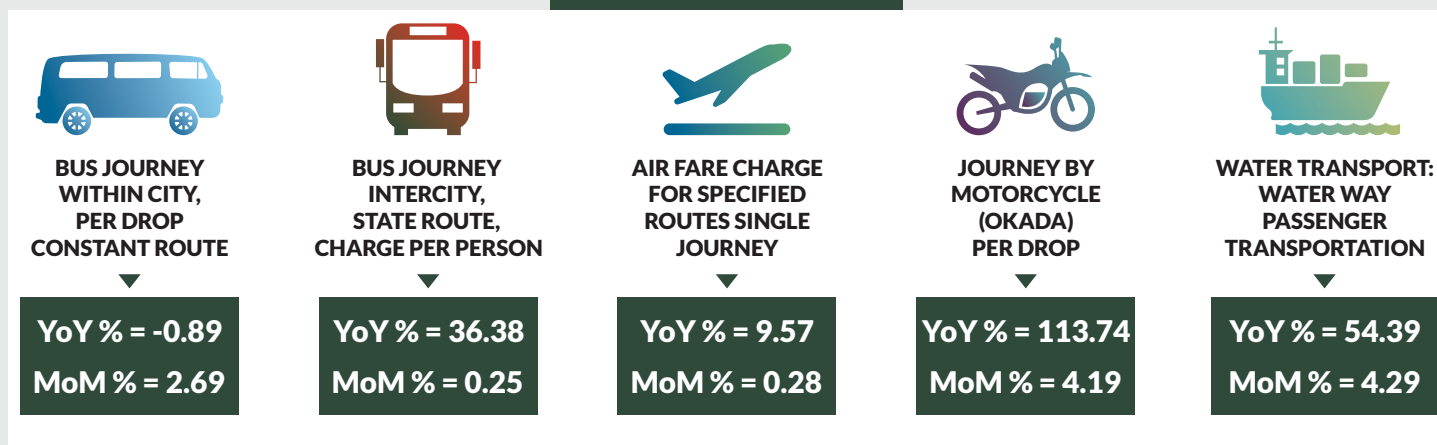 BUS JOURNEY
WITHIN CITY,
PER DROP
CONSTANT ROUTE
YoY % = -0.89
MoM % = 2.69
BUS JOURNEY
INTERCITY,
STATE ROUTE,
CHARGE PER PERSON
YoY % = 36.38
MoM % = 0.25
AIR FARE CHARGE
FOR SPECIFIED
ROUTES SINGLE
JOURNEY
YoY % = 9.57
MoM % = 0.28
JOURNEY BY
MOTORCYCLE
(OKADA)
PER DROP
YoY % = 113.74
MoM % = 4.19
WATER TRANSPORT:
WATER WAY
PASSENGER
TRANSPORTATION
YoY % = 54.39
MoM % = 4.29